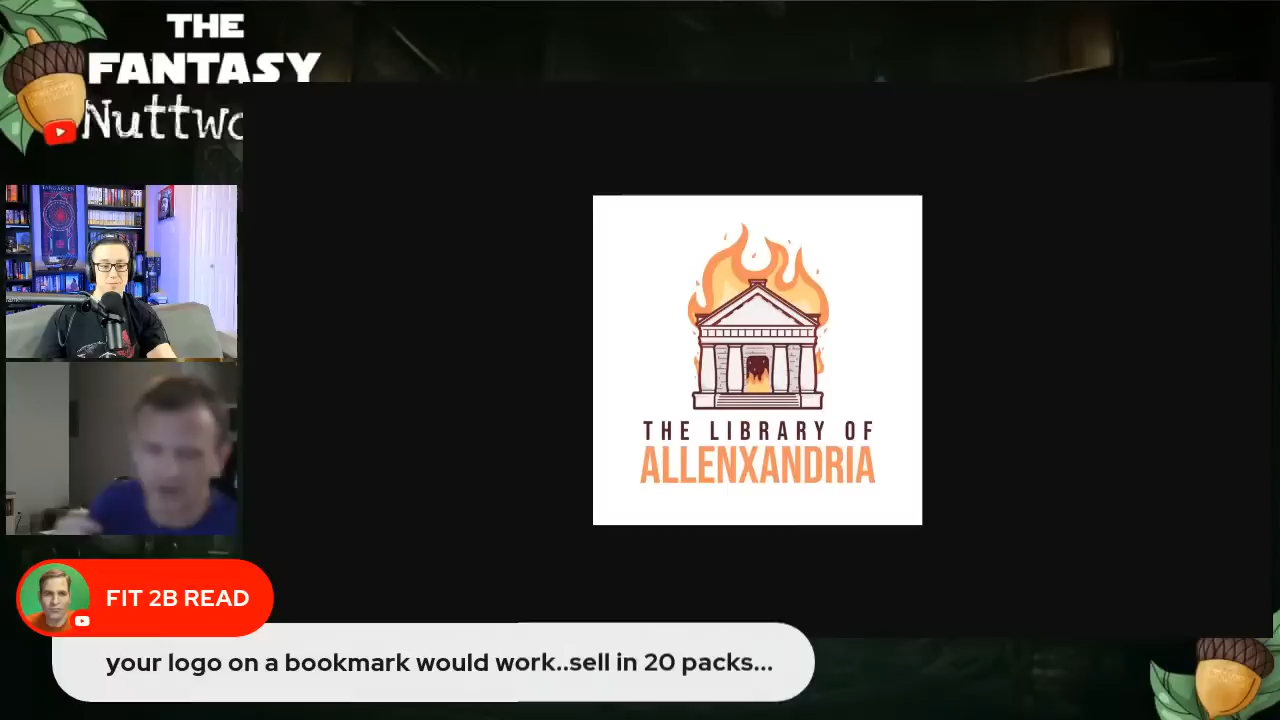 THE
FANTASY
Nuttwo
TARGARYEN
THE LIBRARY OF
ALLENXANDRIA
FIT 2B READ
your logo on a bookmark would work..sell in 20 packs...